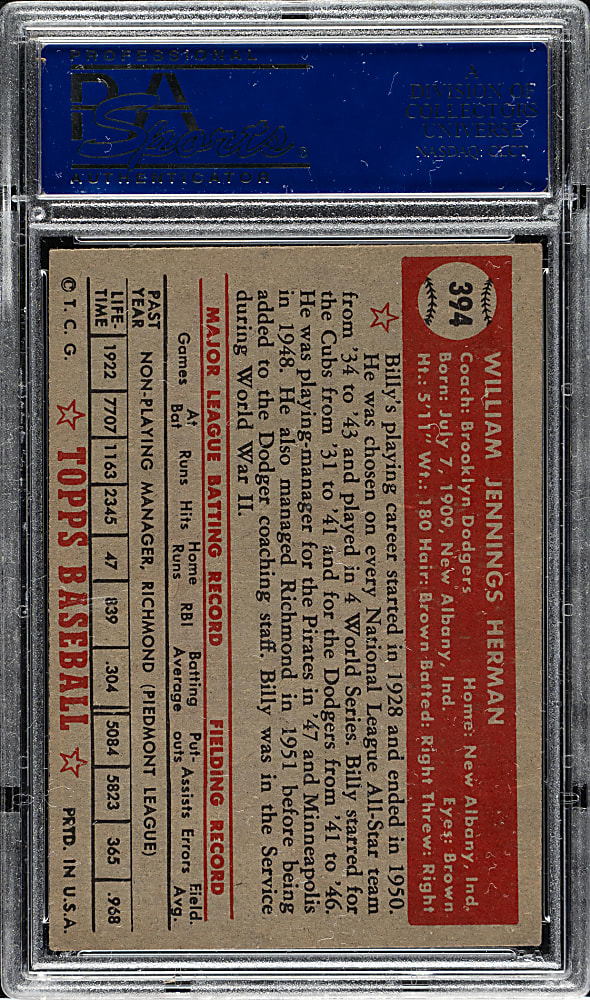 PROFESSIONAL
PSA
Sports
®
AUTHENTICATOR
A
DIVISION OF
COLLECTORS
UNIVERSE
NASDAQ: CLCT
394
WILLIAM JENNINGS HERMAN
Coach: Brooklyn Dodgers Home: New Albany, Ind.
Born: July 7, 1909, New Albany, Ind. Eyes: Brown
Ht.: 5'11" Wt.: 180 Hair: Brown Batted: Right Threw: Right
Billy's playing career started in 1928 and ended in 1950.
He was chosen on every National League All-Star team
from '34 to '43 and played in 4 World Series. Billy starred for
the Cubs from '31 to '41 and for the Dodgers from '41 to '46.
He was playing-manager for the Pirates in '47 and Minneapolis
in 1948. He also managed Richmond in 1951 before being
added to the Dodger coaching staff. Billy was in the Service
during World War II.
MAJOR LEAGUE BATTING RECORD FIELDING RECORD
Games At Bat Runs Hits Home Runs RBI Batting Average Put-outs Assists Errors Field. Avg.
PAST YEAR NON-PLAYING MANAGER, RICHMOND (PIEDMONT LEAGUE)
LIFE-TIME 1922 7707 1163 2345 47 839 .304 5084 5823 365 .968
© T. C. G. ☆ TOPPS BASEBALL ☆ PRTD. IN U.S.A.